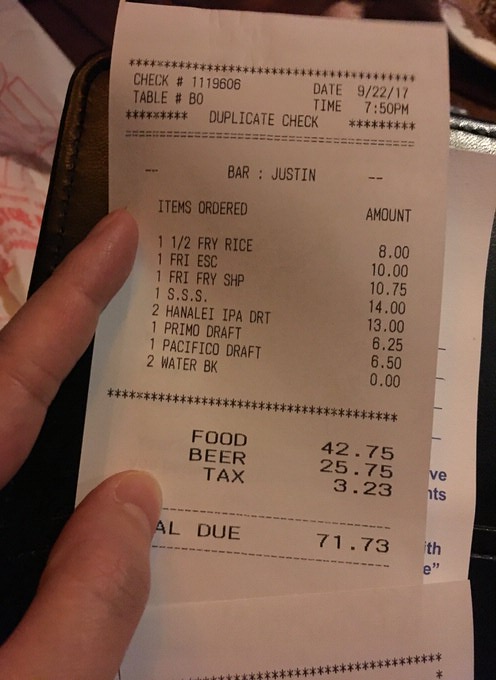 ****************************************
CHECK # 1119606 DATE 9/22/17
TABLE # BO TIME 7:50PM
********* DUPLICATE CHECK *********
========================================
-- BAR : JUSTIN --
ITEMS ORDERED AMOUNT
1 1/2 FRY RICE 8.00
1 FRI ESC 10.00
1 FRI FRY SHP 10.75
1 S.S.S. 14.00
2 HANALEI IPA DRT 13.00
1 PRIMO DRAFT 6.25
1 PACIFICO DRAFT 6.50
2 WATER BK 0.00
****************************************
FOOD 42.75
BEER 25.75
TAX 3.23
----------------------------------------
AL DUE 71.73
----------------------------------------
ve
nts
ith
e”
****************************************
*